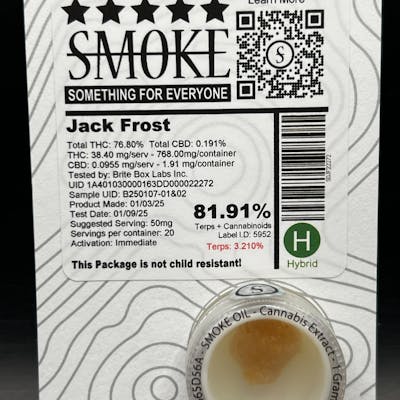 Learn More
SMOKE
S
SOMETHING FOR EVERYONE
Jack Frost
Total THC: 76.80% Total CBD: 0.191%
THC: 38.40 mg/serv - 768.00mg/container
CBD: 0.0955 mg/serv - 1.91 mg/container
Tested by: Brite Box Labs Inc.
UID 1A401030000163DD000022272
Sample UID: B250107-01&02
Product Made: 01/03/25
Test Date: 01/09/25
Suggested Serving: 50mg
Servings per container: 20
Activation: Immediate
81.91%
Terps + Cannabinoids
Label I.D: 5952
Terps: 3.210%
H
Hybrid
This Package is not child resistant!
S
65D56A - SMOKE OIL - Cannabis Extract - 1 Gram